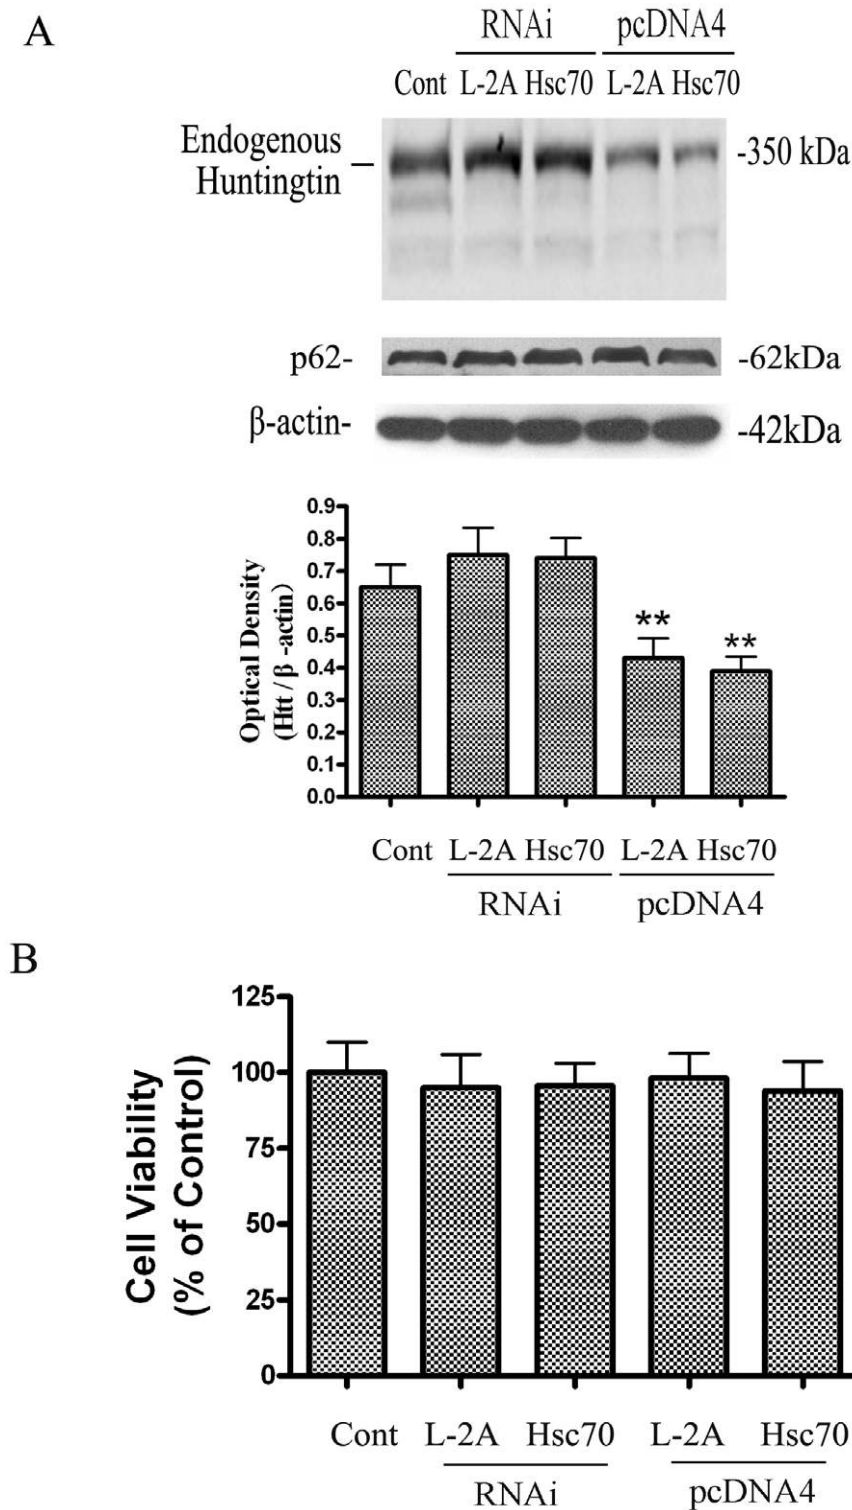 A
RNAi pcDNA4
Cont L-2A Hsc70 L-2A Hsc70
Endogenous
Huntingtin
-350 kDa
p62- -62kDa
β-actin- -42kDa
0.9
0.8
0.7
0.6
0.5
0.4
0.3
0.2
0.1
0.0
Optical Density
(Htt / β -actin)
** **
Cont L-2A Hsc70 L-2A Hsc70
RNAi pcDNA4
B
125
100
75
50
25
0
Cell Viability
(% of Control)
Cont L-2A Hsc70 L-2A Hsc70
RNAi pcDNA4